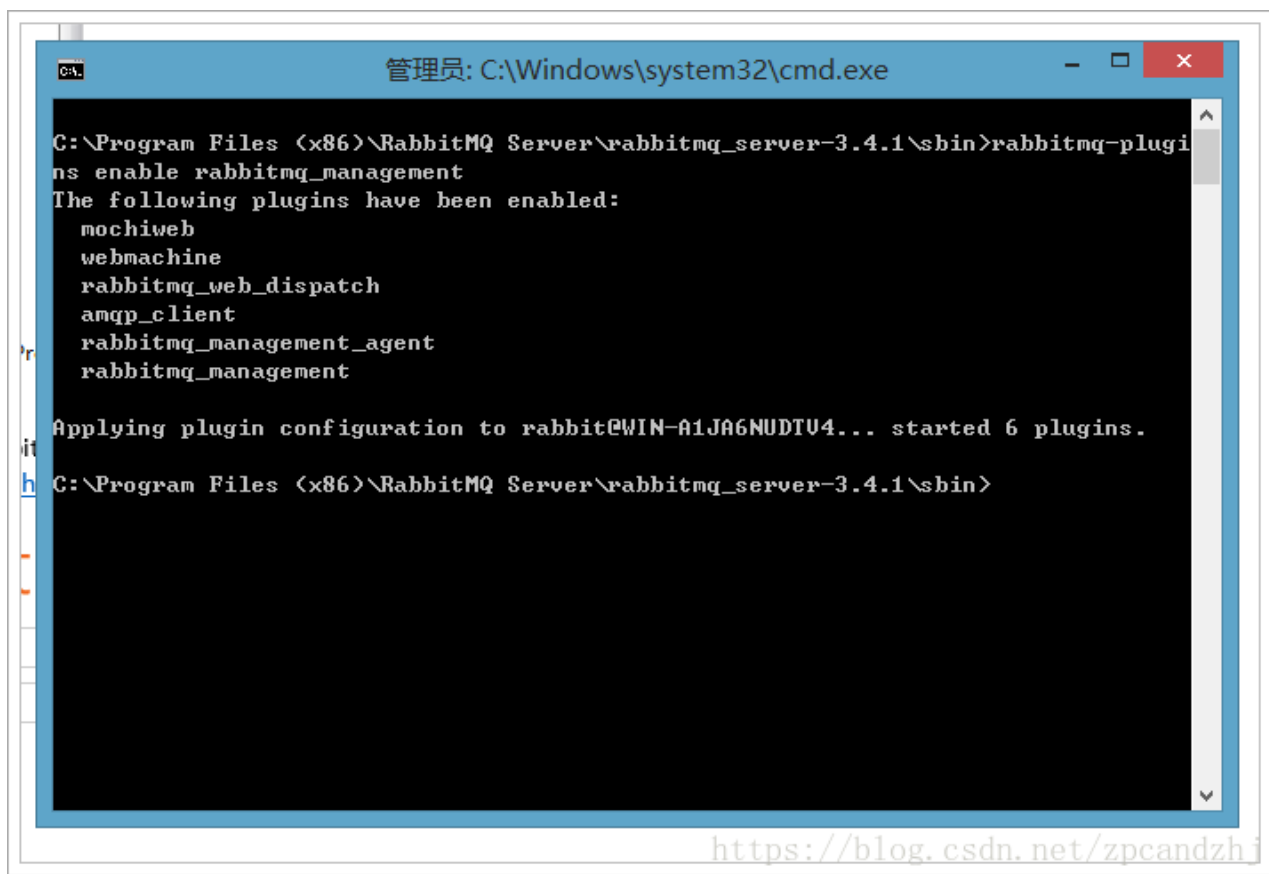 管理员: C:\Windows\system32\cmd.exe
C:\Program Files (x86)\RabbitMQ Server\rabbitmq_server-3.4.1\sbin>rabbitmq-plugi
ns enable rabbitmq_management
The following plugins have been enabled:
mochiweb
webmachine
rabbitmq_web_dispatch
amqp_client
rabbitmq_management_agent
rabbitmq_management
Applying plugin configuration to rabbit@WIN-A1JA6NUDTV4... started 6 plugins.
C:\Program Files (x86)\RabbitMQ Server\rabbitmq_server-3.4.1\sbin>
https://blog.csdn.net/zpcandzhj